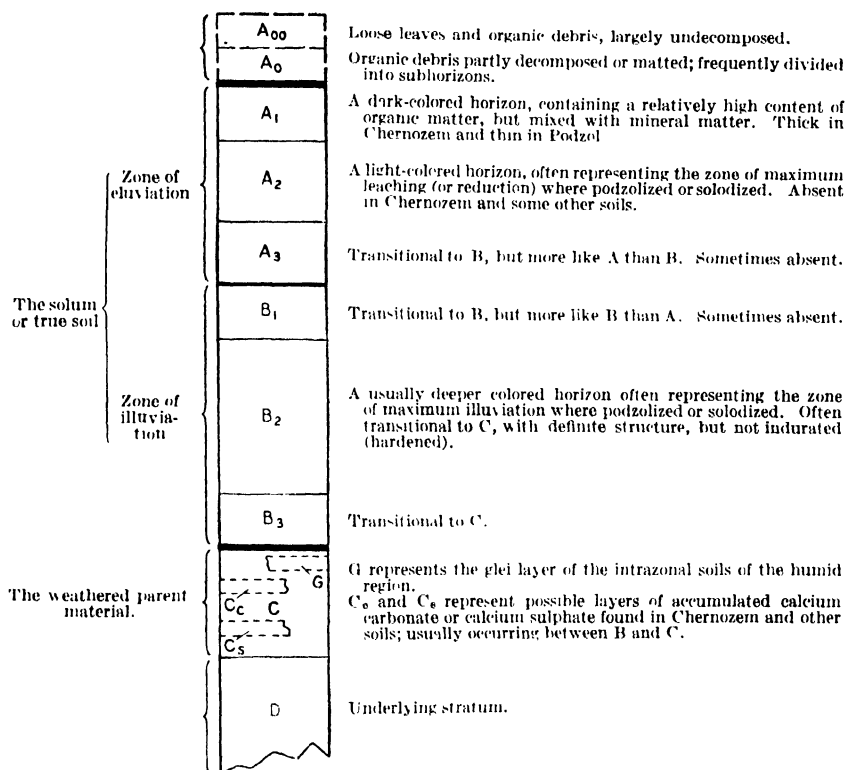 A00
Loose leaves and organic debris, largely undecomposed.
A0
Organic debris partly decomposed or matted; frequently divided
into subhorizons.
A1
A dark-colored horizon, containing a relatively high content of
organic matter, but mixed with mineral matter. Thick in
Chernozem and thin in Podzol
Zone of
eluviation
A2
A light-colored horizon, often representing the zone of maximum
leaching (or reduction) where podzolized or solodized. Absent
in Chernozem and some other soils.
A3
Transitional to B, but more like A than B. Sometimes absent.
The solum
or true soil
B1
Transitional to B, but more like B than A. Sometimes absent.
Zone of
illuvia-
tion
B2
A usually deeper colored horizon often representing the zone
of maximum illuviation where podzolized or solodized. Often
transitional to C, with definite structure, but not indurated
(hardened).
B3
Transitional to C.
The weathered parent
material.
G
Cc
C
Cs
G represents the glei layer of the intrazonal soils of the humid
region.
Ce and Ce represent possible layers of accumulated calcium
carbonate or calcium sulphate found in Chernozem and other
soils; usually occurring between B and C.
D
Underlying stratum.